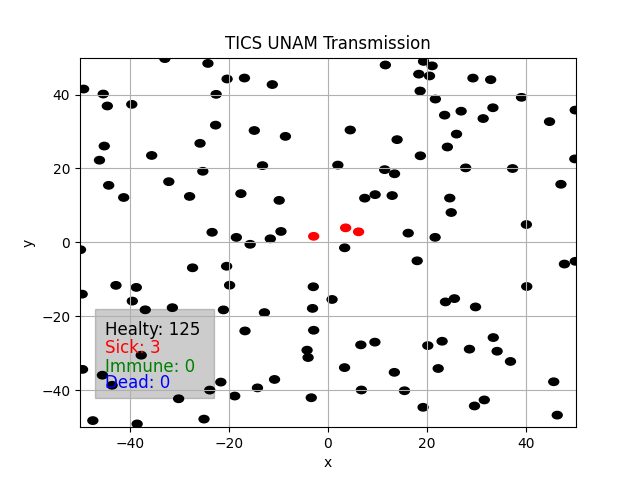 TICS UNAM Transmission
y
40
20
0
−20
−40
Healty: 125
Sick: 3
Immune: 0
Dead: 0
−40
−20
0
20
40
x